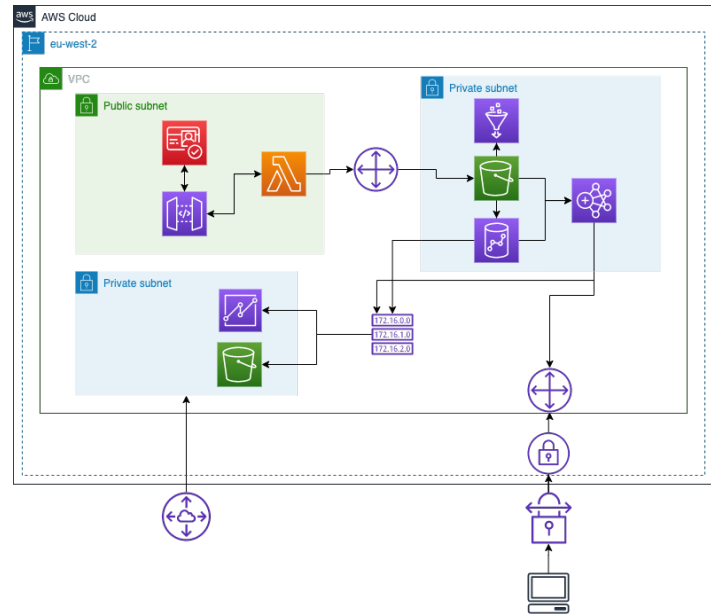 aws
AWS Cloud
eu-west-2
VPC
Public subnet
Private subnet
Private subnet
172.16.0.0
172.16.1.0
172.16.2.0